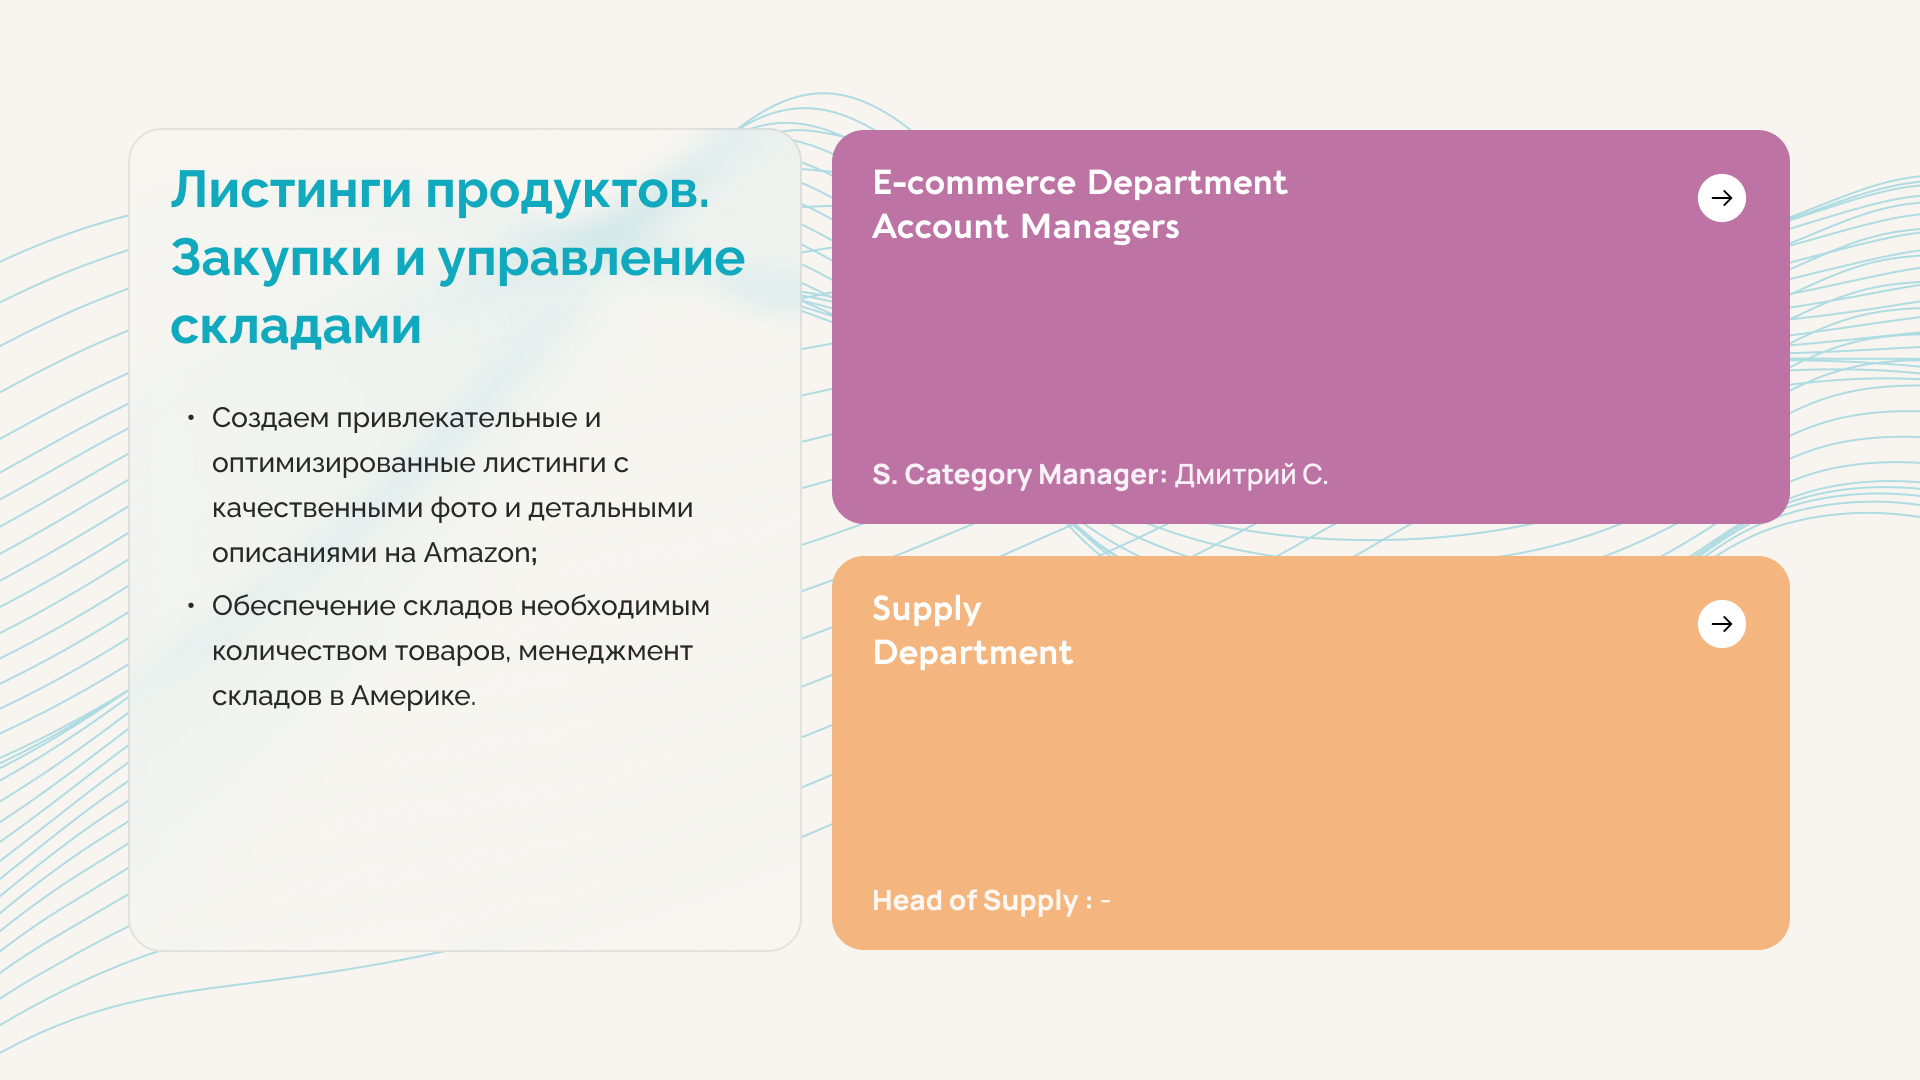 Листинги продуктов.
Закупки и управление
складами
• Создаем привлекательные и
оптимизированные листинги с
качественными фото и детальными
описаниями на Amazon;
• Обеспечение складов необходимым
количеством товаров, менеджмент
складов в Америке.
E-commerce Department
Account Managers
S. Category Manager: Дмитрий С.
Supply
Department
Head of Supply : -